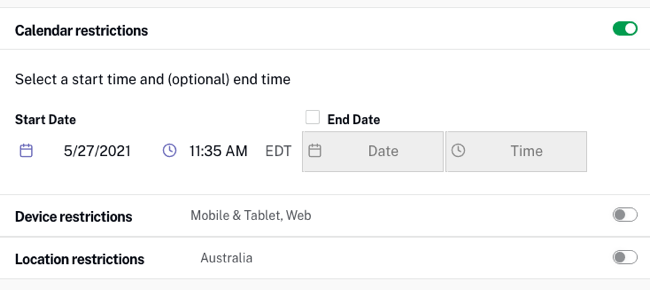 Calendar restrictions
Select a start time and (optional) end time
Start Date End Date
5/27/2021 11:35 AM EDT Date Time
Device restrictions Mobile & Tablet, Web
Location restrictions Australia